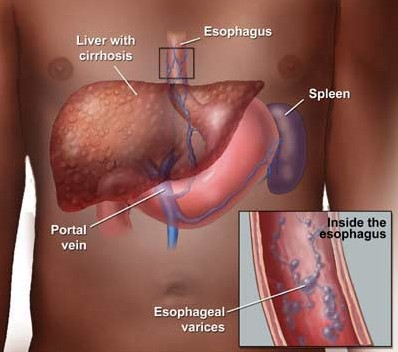 Esophagus
Liver with
cirrhosis
Spleen
Portal
vein
Inside the
esophagus
Esophageal
varices